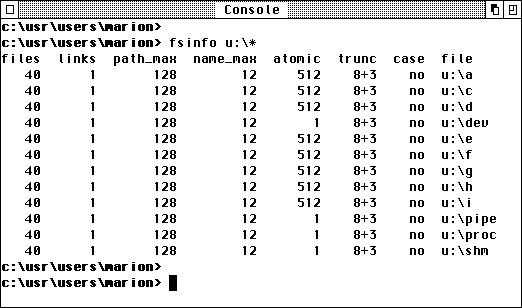 Console
c:\usr\users\marion>
c:\usr\users\marion> fsinfo u:\*
files links path_max name_max atomic trunc case file
40 1 128 12 512 8+3 no u:\a
40 1 128 12 512 8+3 no u:\c
40 1 128 12 512 8+3 no u:\d
40 1 128 12 1 8+3 no u:\dev
40 1 128 12 512 8+3 no u:\e
40 1 128 12 512 8+3 no u:\f
40 1 128 12 512 8+3 no u:\g
40 1 128 12 512 8+3 no u:\h
40 1 128 12 512 8+3 no u:\i
40 1 128 12 1 8+3 no u:\pipe
40 1 128 12 1 8+3 no u:\proc
40 1 128 12 1 8+3 no u:\shm
c:\usr\users\marion>
c:\usr\users\marion>